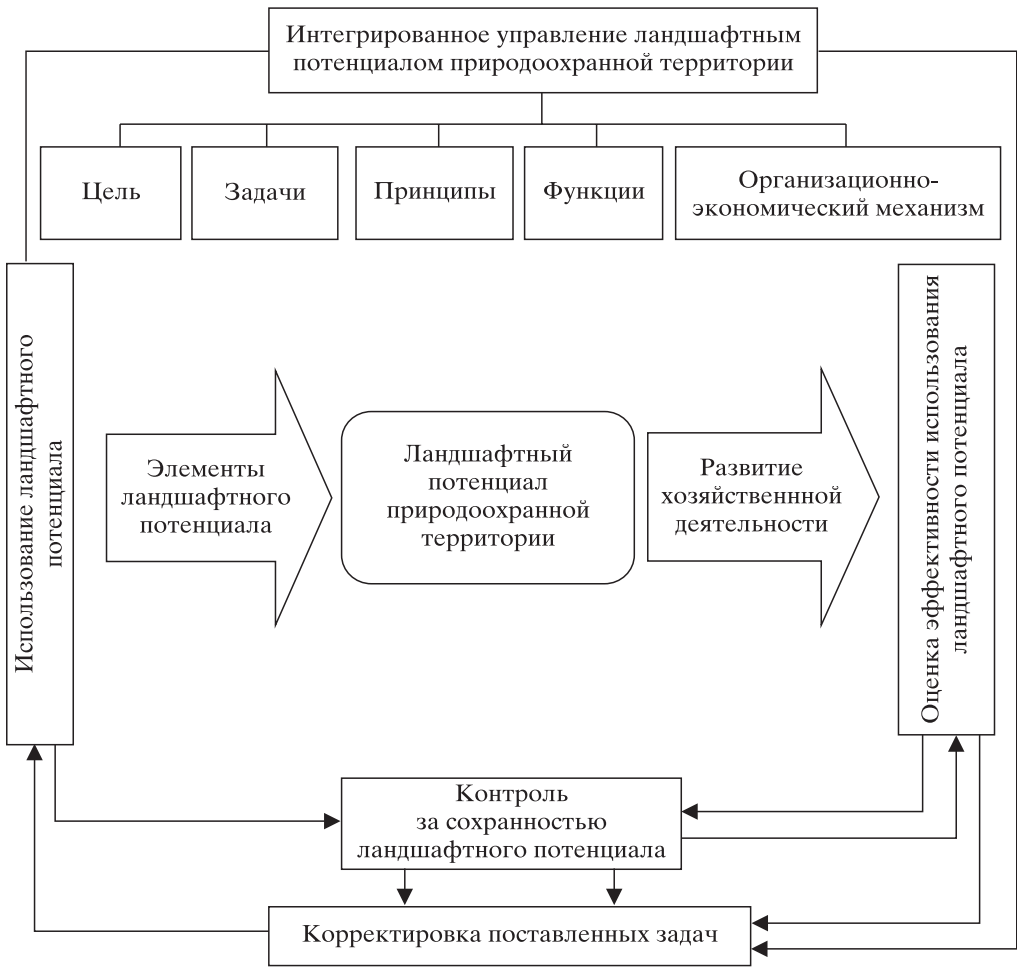 Интегрированное управление ландшафтным
потенциалом природоохранной территории
Цель
Задачи
Принципы
Функции
Организационно-
экономический механизм
Использование ландшафтного
потенциала
Элементы
ландшафтного
потенциала
Ландшафтный
потенциал
природоохранной
территории
Развитие
хозяйственнной
деятельности
Оценка эффективности использования
ландшафтного потенциала
Контроль
за сохранностью
ландшафтного потенциала
Корректировка поставленных задач